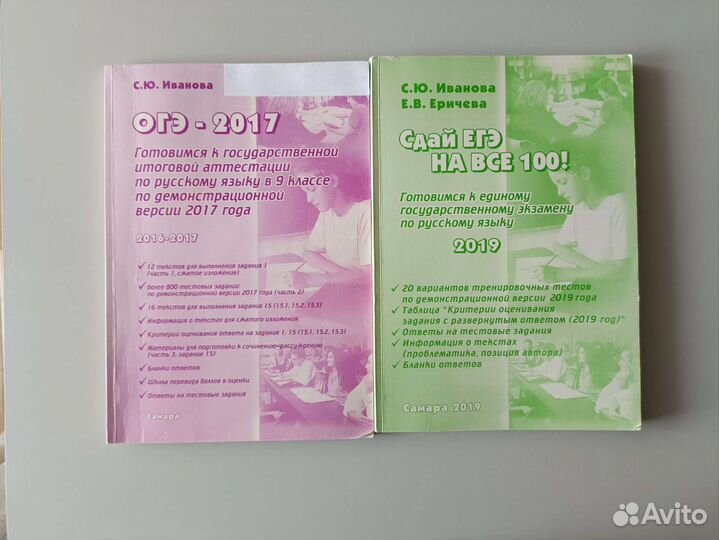 С.Ю. Иванова
ОГЭ - 2017
Готовимся к государственной
итоговой аттестации
по русскому языку в 9 классе
по демонстрационной
версии 2017 года
2016-2017
✓ 12 текстов для выполнения задания 1
(часть 1, сжатое изложение)
✓ Более 800 тестовых заданий
по демонстрационной версии 2017 года (часть 2)
✓ 16 текстов для выполнения задания 15 (15.1, 15.2, 15.3)
✓ Информация о текстах для сжатого изложения
✓ Критерии оценивания ответа на задания 1, 15 (15.1, 15.2, 15.3)
✓ Материалы для подготовки к сочинению-рассуждению
(часть 3: задание 15)
✓ Бланки ответов
✓ Шкала перевода баллов в оценки
✓ Ответы на тестовые задания
Самара
С.Ю. Иванова
Е.В. Еричева
Сдай ЕГЭ
НА ВСЕ 100!
Готовимся к единому
государственному экзамену
по русскому языку
2019
✓ 20 вариантов тренировочных тестов
по демонстрационной версии 2019 года
✓ Таблица "Критерии оценивания
задания с развернутым ответом (2019 год)"
✓ Ответы на тестовые задания
✓ Информация о текстах
(проблематика, позиция автора)
✓ Бланки ответов
Самара 2019
Avito